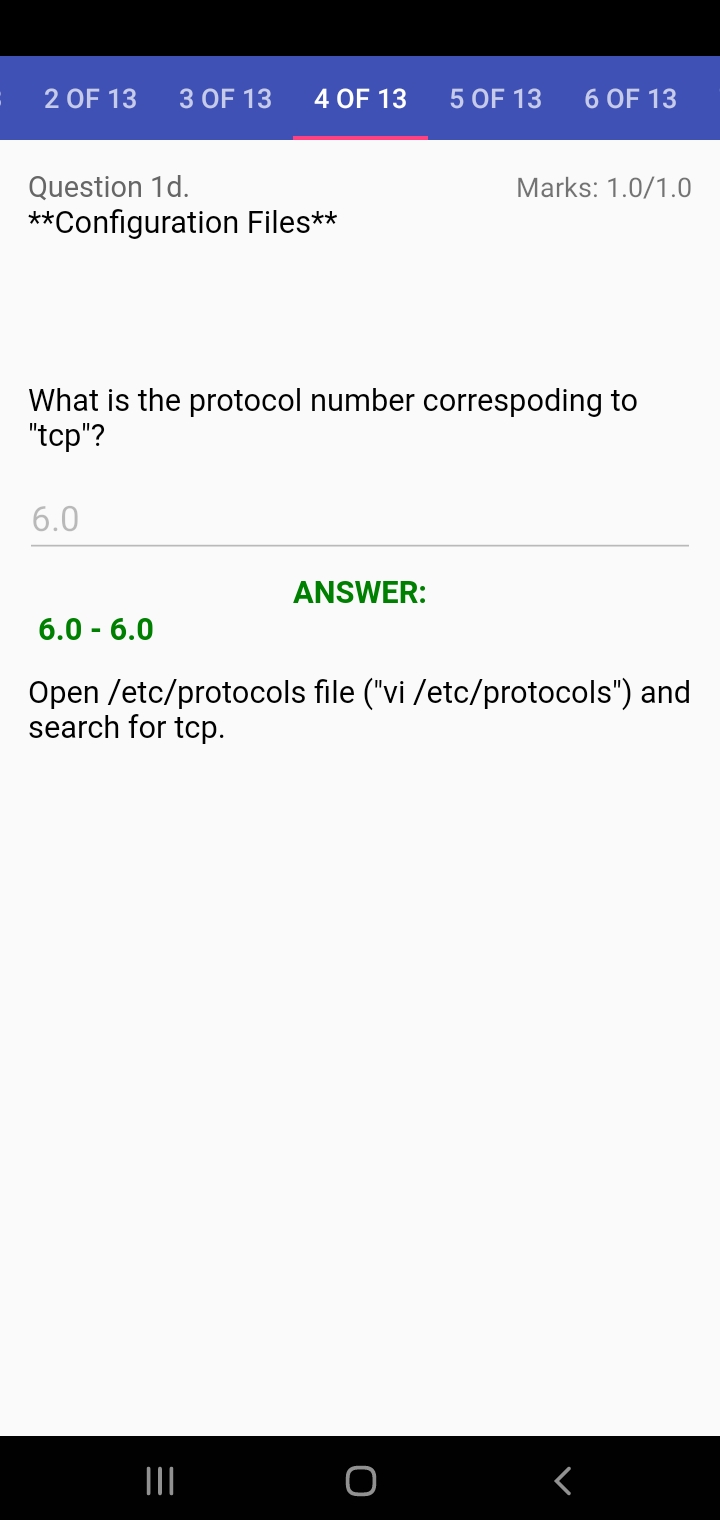 2 OF 13 3 OF 13 4 OF 13 5 OF 13 6 OF 13
Question 1d. Marks: 1.0/1.0
**Configuration Files**
What is the protocol number correspoding to
"tcp"?
6.0
ANSWER:
6.0 - 6.0
Open /etc/protocols file ("vi /etc/protocols") and
search for tcp.